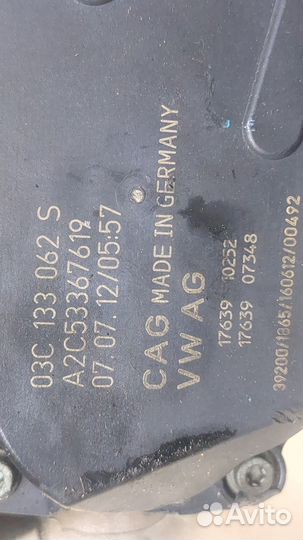 03C 133 062 S
A2C53367619
07.07.12/05:57
CAG MADE IN GERMANY
VW AG
17639 10252
17639 07348
39200/1865/160612/00492
Avito